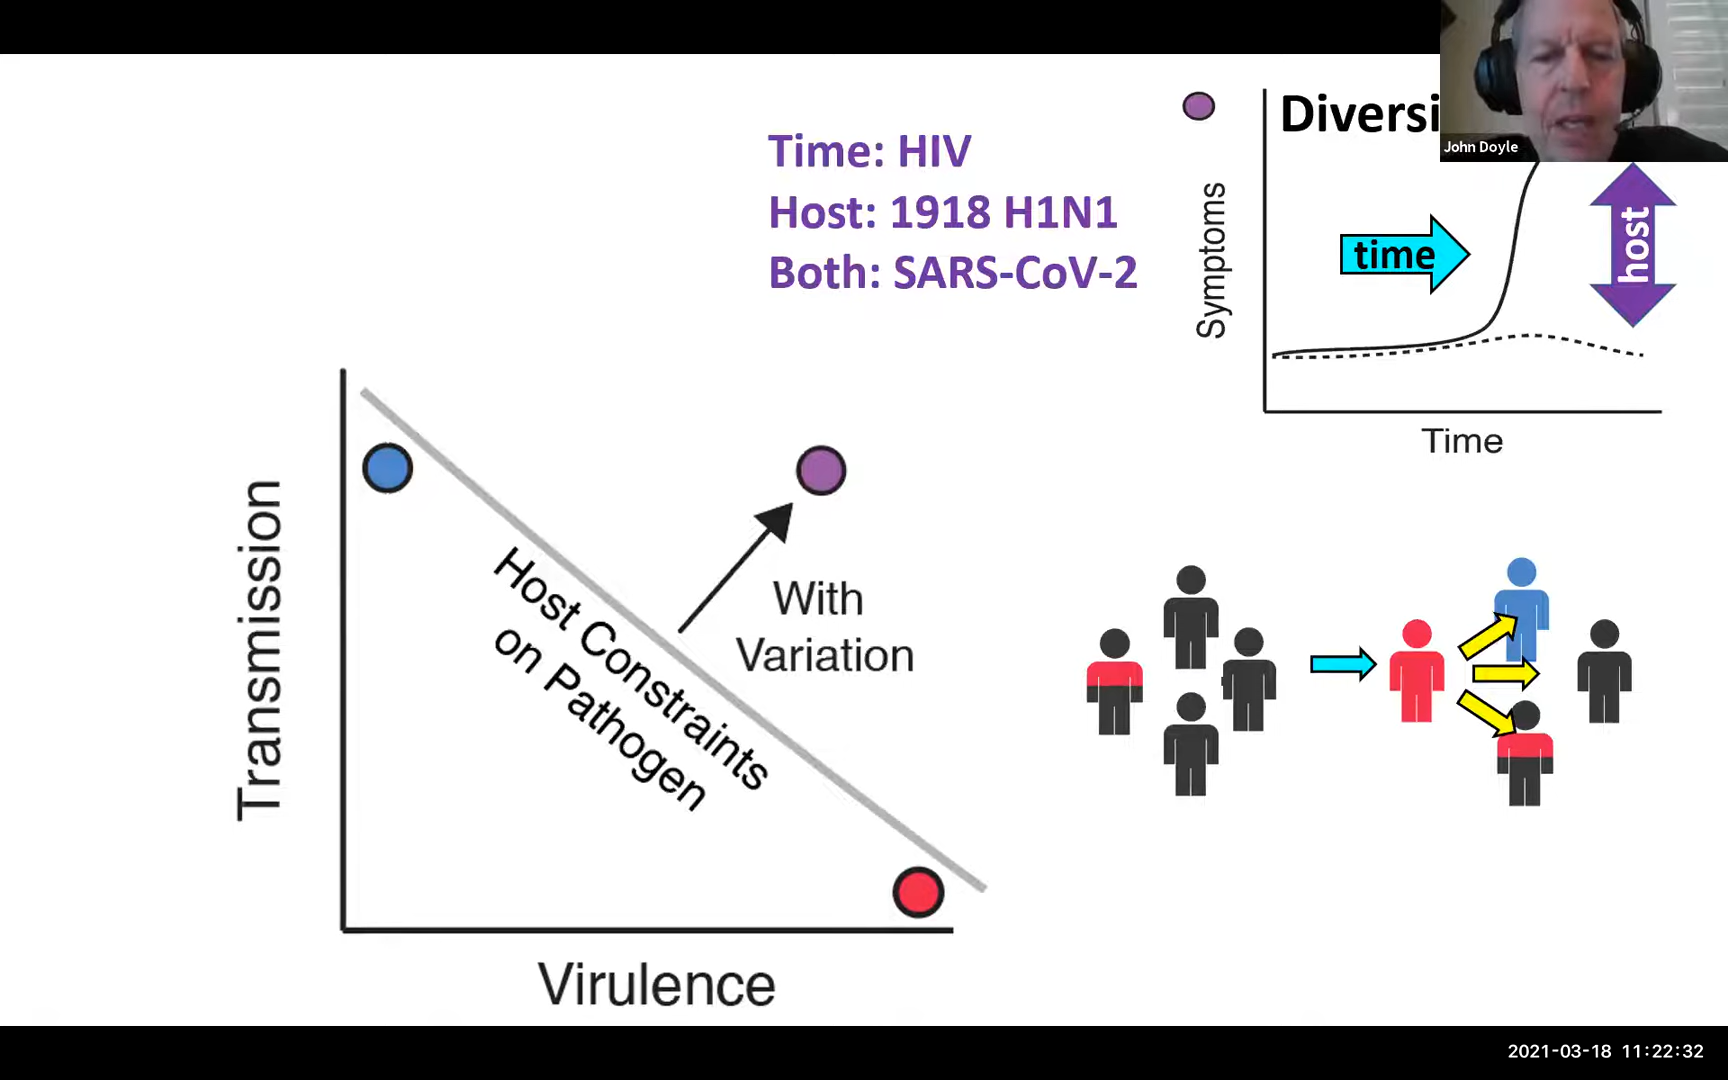 Time: HIV
Host: 1918 H1N1
Both: SARS-CoV-2
Diversi
John Doyle
Symptoms
time
host
Time
Transmission
Host Constraints
on Pathogen
With
Variation
Virulence
2021-03-18 11:22:32